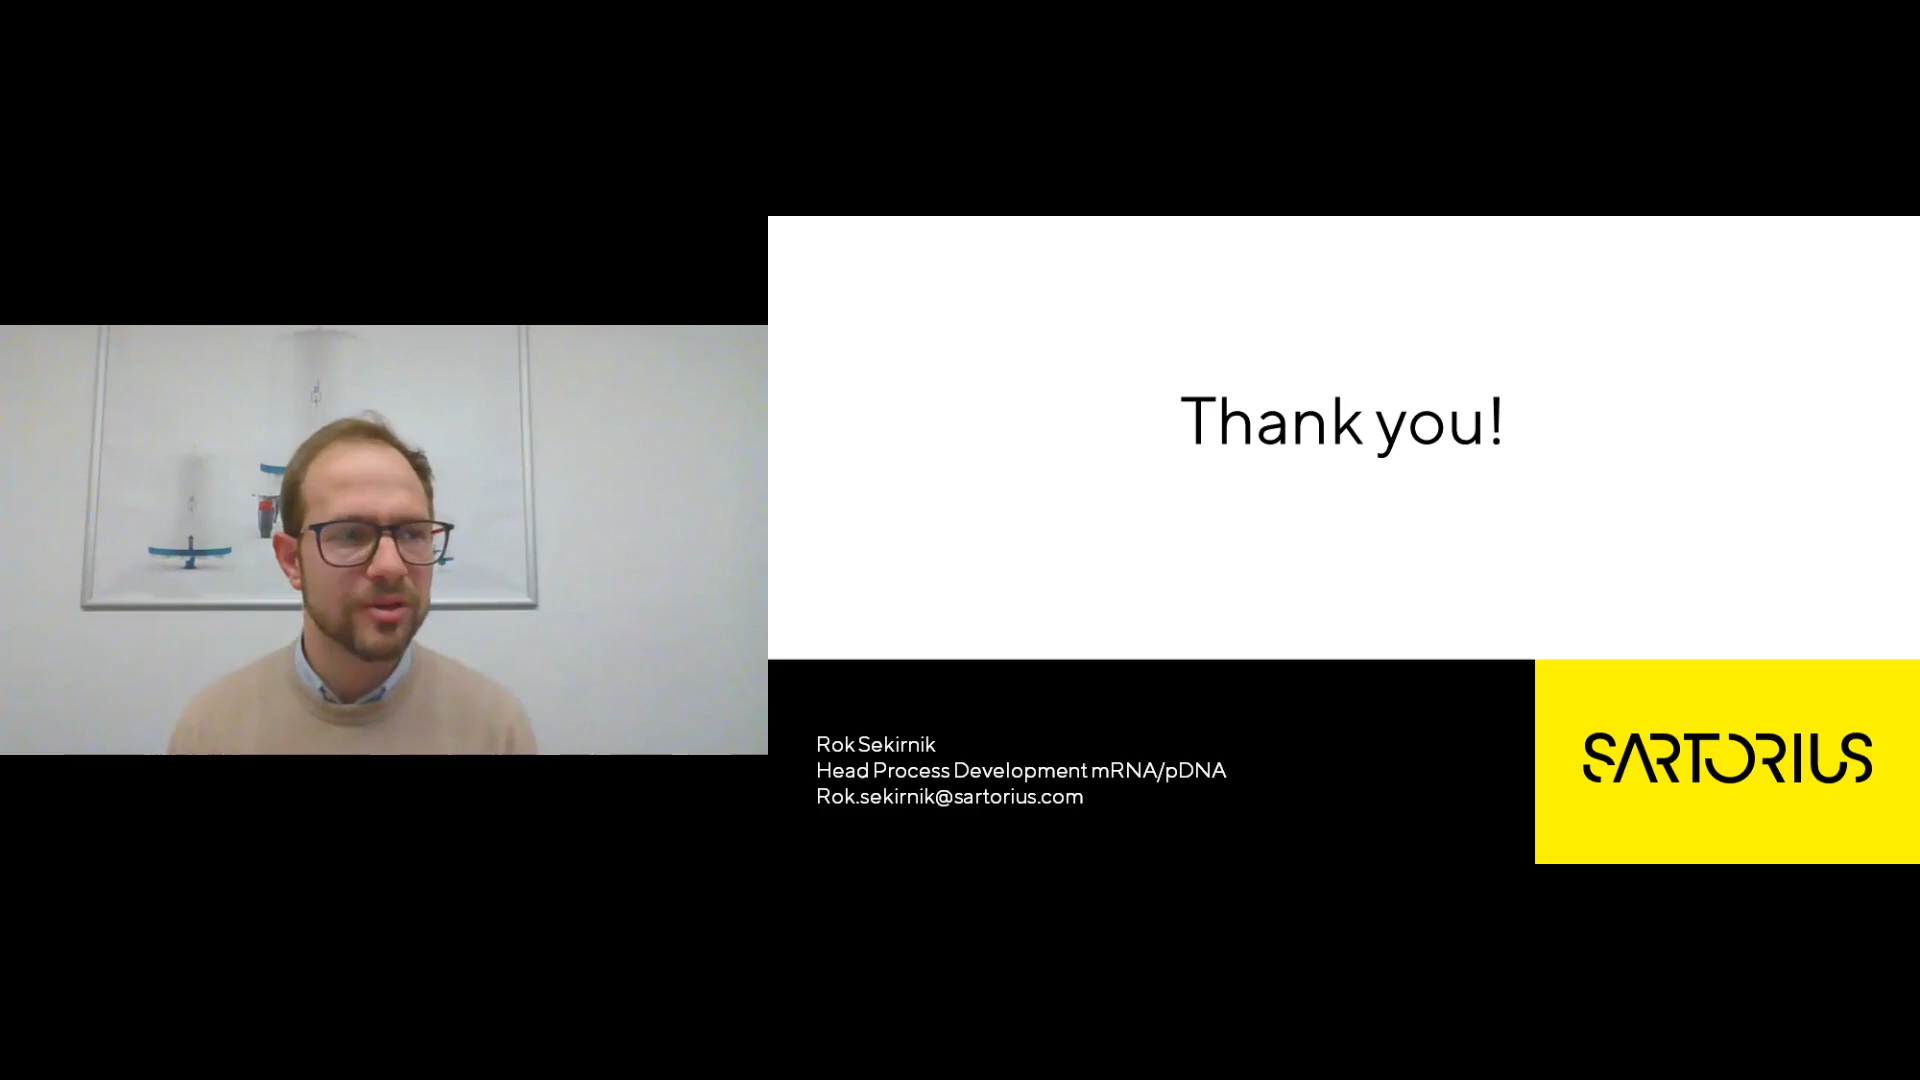 Thank you!
Rok Sekirnik
Head Process Development mRNA/pDNA
Rok.sekirnik@sartorius.com
SARTORIUS